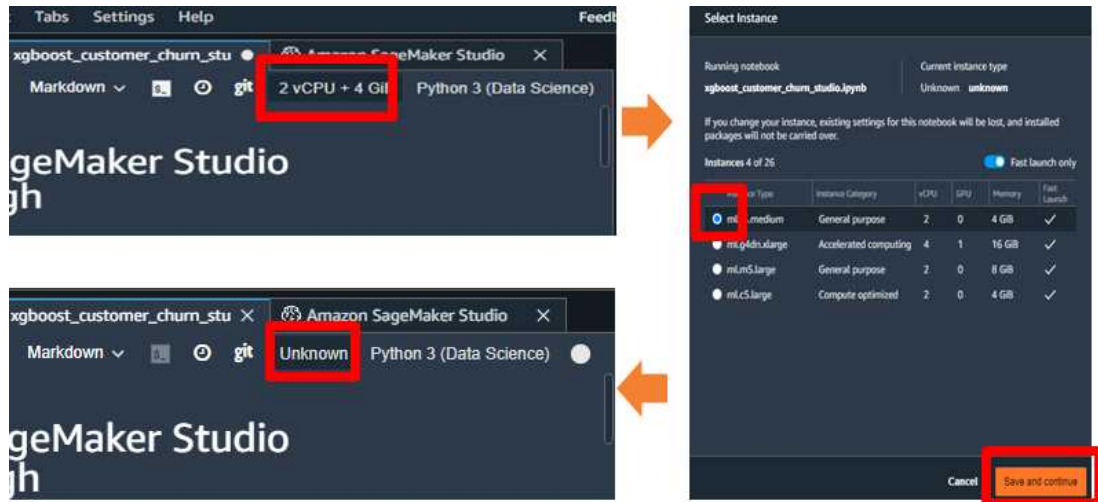 Tabs Settings Help Feedb
xgboost_customer_churn_stu Amazon SageMaker Studio
Markdown git 2 vCPU + 4 GiB Python 3 (Data Science)
geMaker Studio
gh
Select Instance
Running notebook Current instance type
xgboost_customer_churn_studio.ipynb Unknown unknown
If you change your instance, existing settings for this notebook will be lost, and installed
packages will not be carried over.
Instances 4 of 26 Fast launch only
Type Instance Category vCPU GPU Memory Fast
Launch
medium General purpose 2 0 4 GiB
ml.g4dn.xlarge Accelerated computing 4 1 16 GiB
ml.m5.large General purpose 2 0 8 GiB
ml.c5.large Compute optimized 2 0 4 GiB
Cancel Save and continue
xgboost_customer_churn_stu Amazon SageMaker Studio
Markdown git Unknown Python 3 (Data Science)
ageMaker Studio
gh